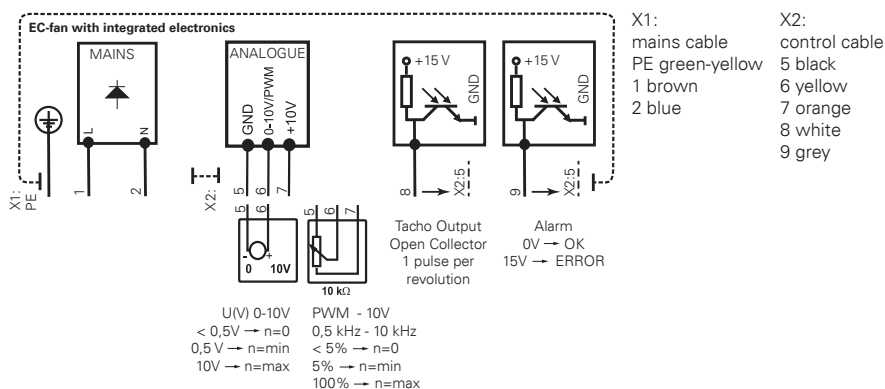 EC-fan with integrated electronics
MAINS
L
N
X1:
PE
1
2
ANALOGUE
GND
0-10V/PWM
+10V
X2:
5
6
7
5
6
- +
0 10V
5
6
7
10 kΩ
U(V) 0-10V
< 0,5V → n=0
0,5 V → n=min
10V → n=max
PWM - 10V
0,5 kHz - 10 kHz
< 5% → n=0
5% → n=min
100% → n=max
+15 V
GND
8 → X2:5
Tacho Output
Open Collector
1 pulse per
revolution
+15 V
GND
9 → X2:5
Alarm
0V → OK
15V → ERROR
X1:
mains cable
PE green-yellow
1 brown
2 blue
X2:
control cable
5 black
6 yellow
7 orange
8 white
9 grey